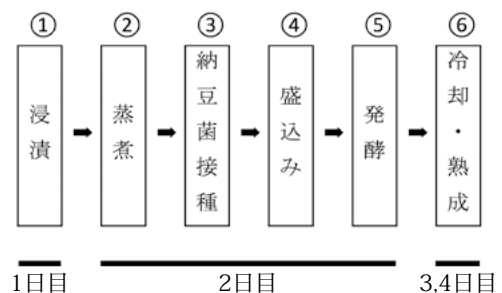 ① ② ③ ④ ⑤ ⑥
浸漬
蒸煮
納豆菌接種
盛込み
発酵
冷却・熟成
1日目 2日目 3,4日目